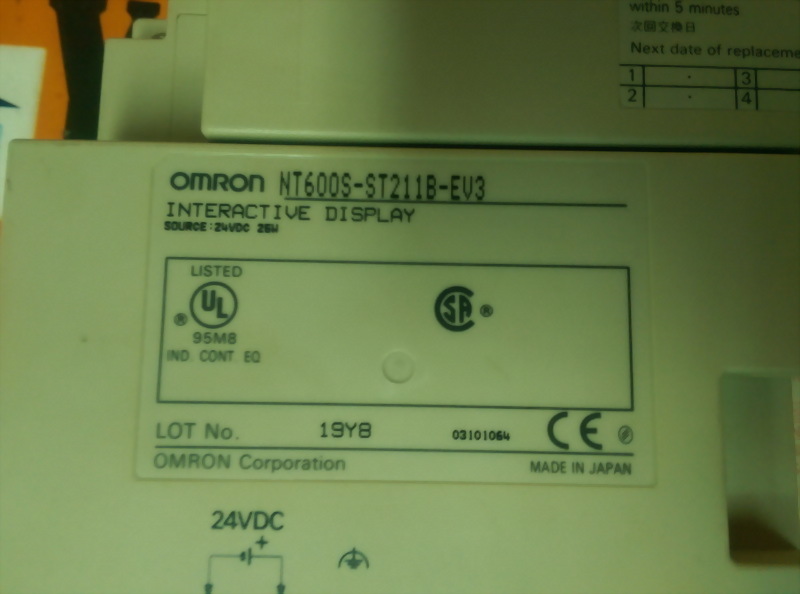 within 5 minutes
次回交換日
Next date of replaceme
1 · 3
2 · 4
OMRON NT600S-ST211B-EV3
INTERACTIVE DISPLAY
SOURCE:24VDC 25W
LISTED
UL ®
SA ®
95M8
IND. CONT. EQ
LOT No. 19Y8 03101064 CE
OMRON Corporation MADE IN JAPAN
24VDC
+